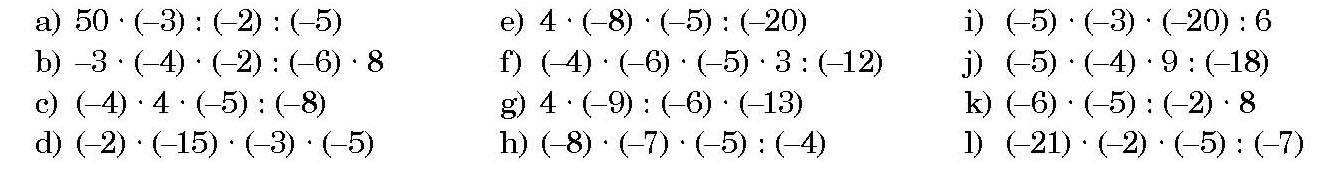 a) 50 · (–3) : (–2) : (–5)
b) –3 · (–4) · (–2) : (–6) · 8
c) (–4) · 4 · (–5) : (–8)
d) (–2) · (–15) · (–3) · (–5)
e) 4 · (–8) · (–5) : (–20)
f) (–4) · (–6) · (–5) · 3 : (–12)
g) 4 · (–9) : (–6) · (–13)
h) (–8) · (–7) · (–5) : (–4)
i) (–5) · (–3) · (–20) : 6
j) (–5) · (–4) · 9 : (–18)
k) (–6) · (–5) : (–2) · 8
l) (–21) · (–2) · (–5) : (–7)